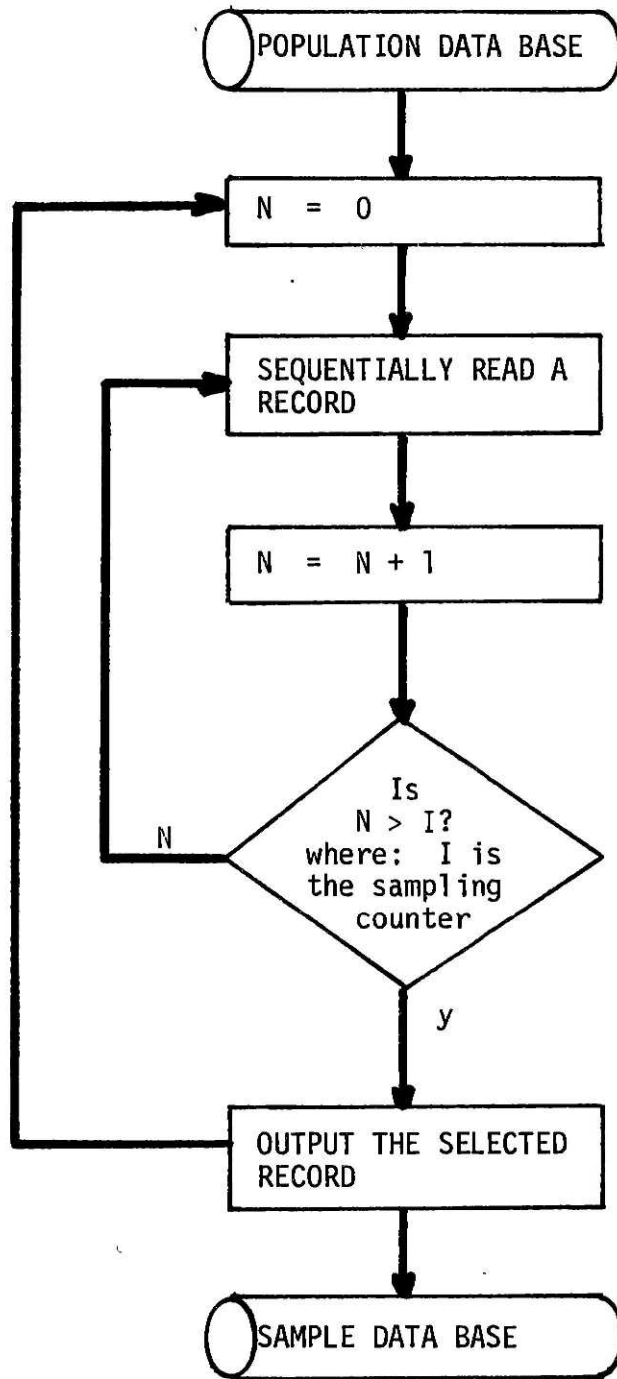 POPULATION DATA BASE
N = 0
SEQUENTIALLY READ A
RECORD
N = N + 1
Is
N > I?
where: I is
the sampling
counter
N
y
OUTPUT THE SELECTED
RECORD
SAMPLE DATA BASE